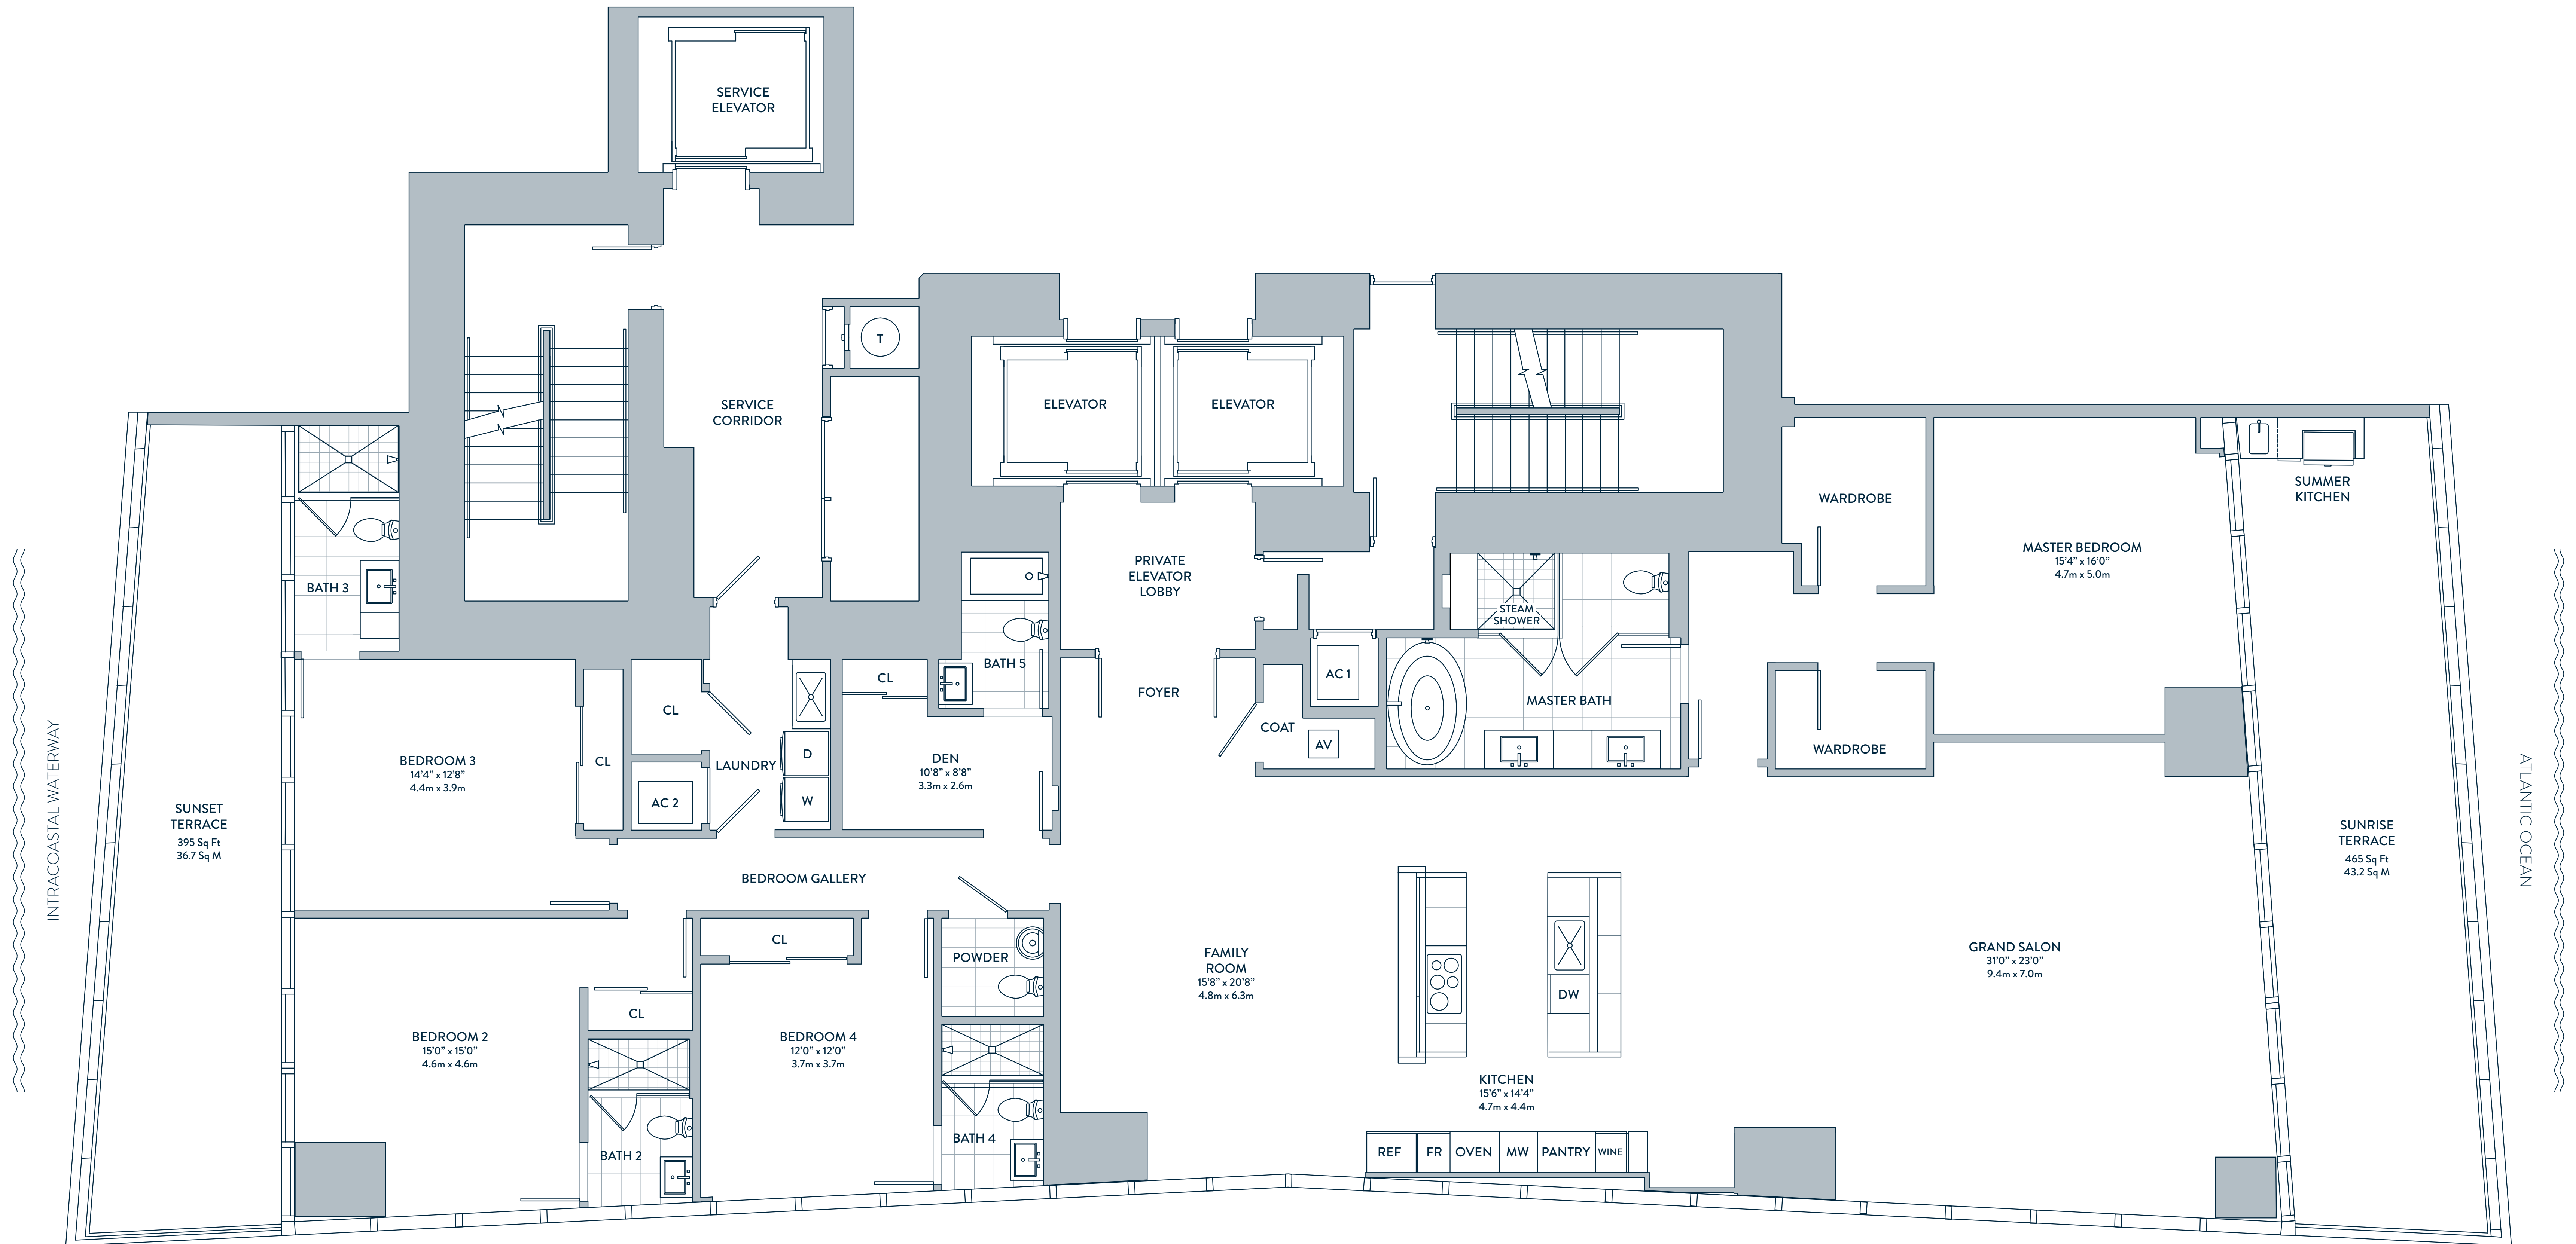 SERVICE
ELEVATOR
T
SERVICE
CORRIDOR
ELEVATOR
ELEVATOR
WARDROBE
SUMMER
KITCHEN
MASTER BEDROOM
15'4" x 16'0"
4.7m x 5.0m
PRIVATE
ELEVATOR
LOBBY
BATH 3
STEAM
SHOWER
BATH 5
CL
FOYER
AC 1
MASTER BATH
CL
COAT
AV
WARDROBE
BEDROOM 3
14'4" x 12'8"
4.4m x 3.9m
CL
LAUNDRY
D
W
AC 2
DEN
10'8" x 8'8"
3.3m x 2.6m
INTRACOASTAL WATERWAY
SUNSET
TERRACE
395 Sq Ft
36.7 Sq M
SUNRISE
TERRACE
465 Sq Ft
43.2 Sq M
ATLANTIC OCEAN
BEDROOM GALLERY
CL
POWDER
FAMILY
ROOM
15'8" x 20'8"
4.8m x 6.3m
DW
GRAND SALON
31'0" x 23'0"
9.4m x 7.0m
CL
BEDROOM 2
15'0" x 15'0"
4.6m x 4.6m
BEDROOM 4
12'0" x 12'0"
3.7m x 3.7m
KITCHEN
15'6" x 14'4"
4.7m x 4.4m
BATH 2
BATH 4
REF
FR
OVEN
MW
PANTRY
WINE